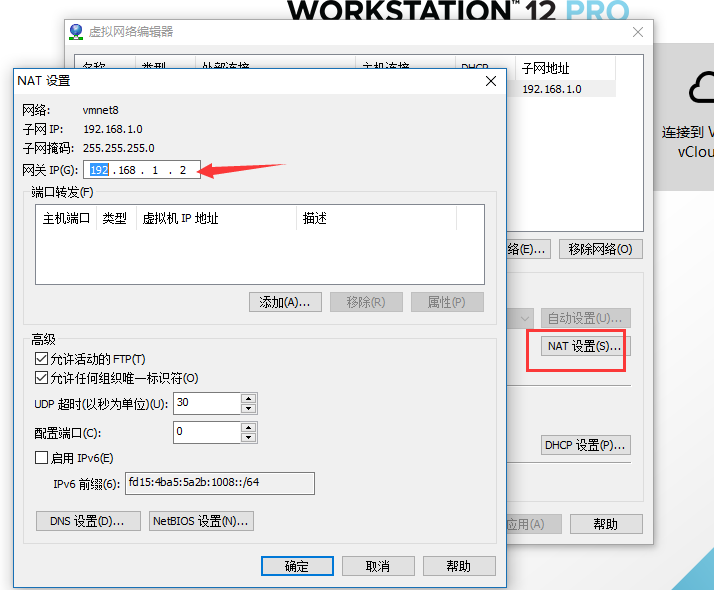 WORKSTATION™ 12 PRO
虚拟网络编辑器
子网地址
192.168.1.0
连接到 V
vClou
NAT 设置
网络: vmnet8
子网 IP: 192.168.1.0
子网掩码: 255.255.255.0
网关 IP(G): 192 . 168 . 1 . 2
端口转发(F)
主机端口 类型 虚拟机 IP 地址 描述
添加(A)... 移除(R) 属性(P)
高级
允许活动的 FTP(T)
允许任何组织唯一标识符(O)
UDP 超时(以秒为单位)(U): 30
配置端口(C): 0
启用 IPv6(E)
IPv6 前缀(6): fd15:4ba5:5a2b:1008::/64
DNS 设置(D)... NetBIOS 设置(N)...
确定 取消 帮助
络(E)... 移除网络(O)
自动设置(U)...
NAT 设置(S)...
DHCP 设置(P)...
应用(A) 帮助